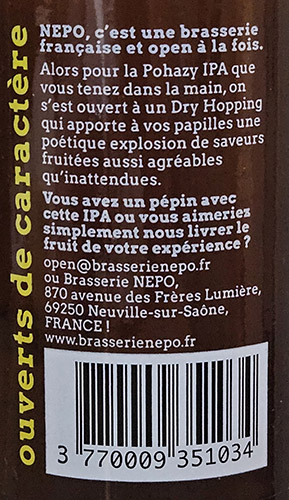 ouverts de caractère
NEPO, c'est une brasserie
française et open à la fois.
Alors pour la Pohazy IPA que
vous tenez dans la main, on
s'est ouvert à un Dry Hopping
qui apporte à vos papilles une
poétique explosion de saveurs
fruitées aussi agréables
qu'inattendues.
Vous avez un pépin avec
cette IPA ou vous aimeriez
simplement nous livrer le
fruit de votre expérience ?
open@brasserienepo.fr
ou Brasserie NEPO,
870 avenue des Frères Lumière,
69250 Neuville-sur-Saône,
FRANCE !
www.brasserienepo.fr
3 770009 351034